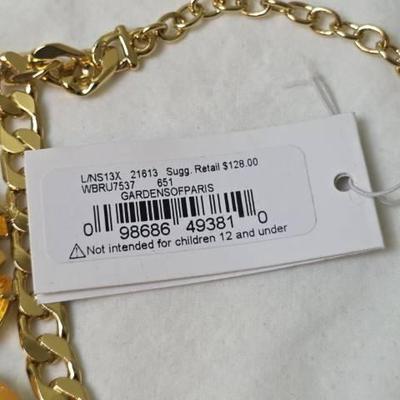 L/NS13X 21613 Sugg. Retail $128.00
WBRU7537 651
GARDENSOFPARIS
0 98686 49381 0
⚠Not intended for children 12 and under